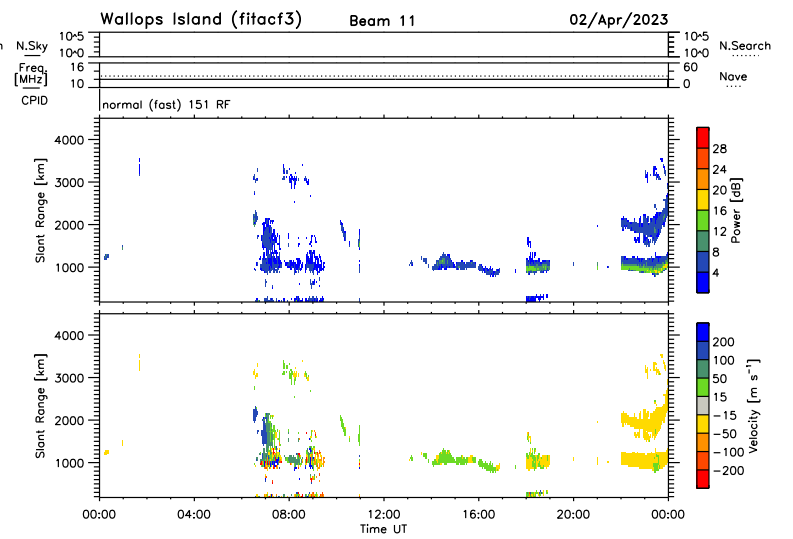 Wallops Island (fitacf3) Beam 11 02/Apr/2023
N.Sky 10^5 10^5 N.Search
10^0 10^0
Freq. 16 60 Nave
[MHz] 10 0
CPID normal (fast) 151 RF
4000
3000
2000
1000
Slant Range [km]
28
24
20
16
12
8
4
Power [dB]
4000
3000
2000
1000
Slant Range [km]
200
100
50
15
-15
-50
-100
-200
Velocity [m s⁻¹]
00:00 04:00 08:00 12:00 16:00 20:00 00:00
Time UT